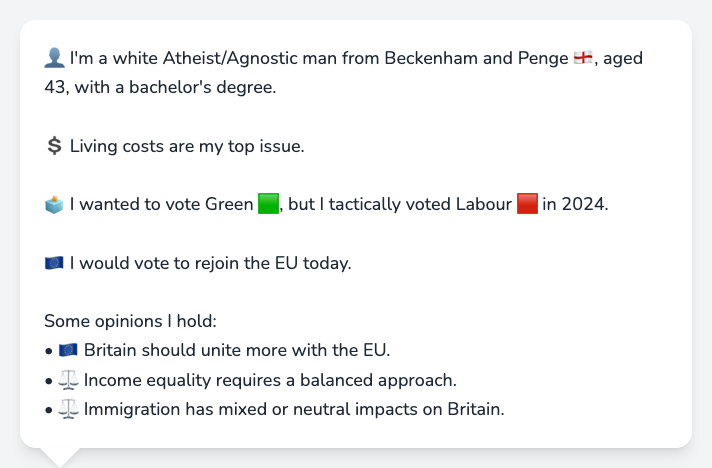 👤 I'm a white Atheist/Agnostic man from Beckenham and Penge 🏴󠁧󠁢󠁥󠁮󠁧󠁿, aged
43, with a bachelor's degree.
💲 Living costs are my top issue.
🗳️ I wanted to vote Green 🟩, but I tactically voted Labour 🟥 in 2024.
🇪🇺 I would vote to rejoin the EU today.
Some opinions I hold:
• 🇪🇺 Britain should unite more with the EU.
• ⚖️ Income equality requires a balanced approach.
• ⚖️ Immigration has mixed or neutral impacts on Britain.